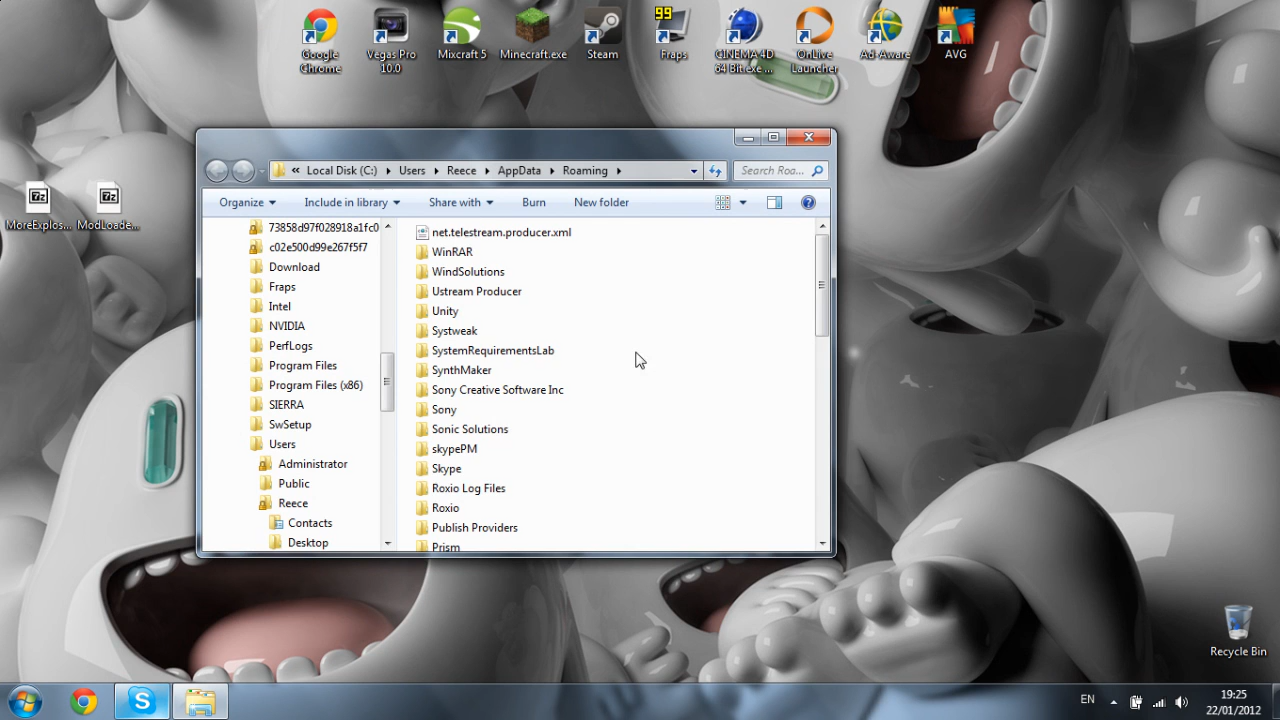 99
Google
Chrome
Vegas Pro
10.0
Mixcraft 5
Minecraft.exe
Steam
Fraps
CINEMA 4D
64 Bit.exe ...
OnLive
Launcher
Ad-Aware
AVG
7z
MoreExplos...
7z
ModLoade...
« Local Disk (C:) Users Reece AppData Roaming
Search Roa...
Organize
Include in library
Share with
Burn
New folder
73858d97f028918a1fc0
c02e500d99e267f5f7
Download
Fraps
Intel
NVIDIA
PerfLogs
Program Files
Program Files (x86)
SIERRA
SwSetup
Users
Administrator
Public
Reece
Contacts
Desktop
net.telestream.producer.xml
WinRAR
WindSolutions
Ustream Producer
Unity
Systweak
SystemRequirementsLab
SynthMaker
Sony Creative Software Inc
Sony
Sonic Solutions
skypePM
Skype
Roxio Log Files
Roxio
Publish Providers
Prism
Recycle Bin
EN
19:25
22/01/2012